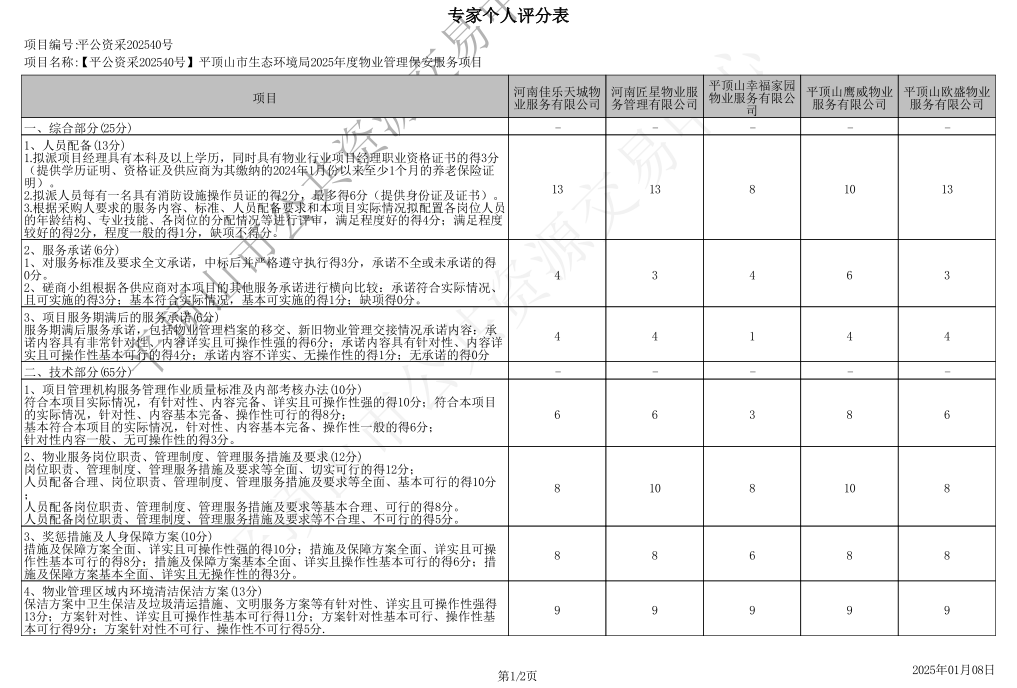 专家个人评分表
项目编号:平公资采202540号
项目名称:【平公资采202540号】平顶山市生态环境局2025年度物业管理保安服务项目
项目 河南佳乐天城物业服务有限公司 河南匠星物业服务管理有限公司 平顶山幸福家园物业服务有限公司 平顶山鹰威物业服务有限公司 平顶山欧盛物业服务有限公司
一、综合部分(25分) － － － － －
1、人员配备(13分)
1.拟派项目经理具有本科及以上学历，同时具有物业行业项目经理职业资格证书的得3分
（提供学历证明、资格证及供应商为其缴纳的2024年1月份以来至少1个月的养老保险证
明）。
2.拟派人员每有一名具有消防设施操作员证的得2分，最多得6分（提供身份证及证书）。
3.根据采购人要求的服务内容、标准、人员配备要求和本项目实际情况拟配置各岗位人员
的年龄结构、专业技能、各岗位的分配情况等进行评审，满足程度好的得4分；满足程度
较好的得2分，程度一般的得1分，缺项不得分。
13 13 8 10 13
2、服务承诺(6分)
1、对服务标准及要求全文承诺，中标后并严格遵守执行得3分，承诺不全或未承诺的得
0分。
2、磋商小组根据各供应商对本项目的其他服务承诺进行横向比较：承诺符合实际情况、
且可实施的得3分；基本符合实际情况，基本可实施的得1分；缺项得0分。
4 3 4 6 3
3、项目服务期满后的服务承诺(6分)
服务期满后服务承诺，包括物业管理档案的移交、新旧物业管理交接情况承诺内容：承
诺内容具有非常针对性、内容详实且可操作性强的得6分；承诺内容具有针对性、内容详
实且可操作性基本可行的得4分；承诺内容不详实、无操作性的得1分；无承诺的得0分
4 4 1 4 4
二、技术部分(65分) － － － － －
1、项目管理机构服务管理作业质量标准及内部考核办法(10分)
符合本项目实际情况，有针对性、内容完备、详实且可操作性强的得10分；符合本项目
的实际情况，针对性、内容基本完备、操作性可行的得8分；
基本符合本项目的实际情况，针对性、内容基本完备、操作性一般的得6分；
针对性内容一般、无可操作性的得3分。
6 6 3 8 6
2、物业服务岗位职责、管理制度、管理服务措施及要求(12分)
岗位职责、管理制度、管理服务措施及要求等全面、切实可行的得12分；
人员配备合理、岗位职责、管理制度、管理服务措施及要求等全面、基本可行的得10分
；
人员配备岗位职责、管理制度、管理服务措施及要求等基本合理、可行的得8分。
人员配备岗位职责、管理制度、管理服务措施及要求等不合理、不可行的得5分。
8 10 8 10 8
3、奖惩措施及人身保障方案(10分)
措施及保障方案全面、详实且可操作性强的得10分；措施及保障方案全面、详实且可操
作性基本可行的得8分；措施及保障方案基本全面、详实且操作性基本可行的得6分；措
施及保障方案基本全面、详实且无操作性的得3分。
8 8 6 8 8
4、物业管理区域内环境清洁保洁方案(13分)
保洁方案中卫生保洁及垃圾清运措施、文明服务方案等有针对性、详实且可操作性强得
13分；方案针对性、详实且可操作性基本可行得11分；方案针对性基本可行、操作性基
本可行得9分；方案针对性不可行、操作性不可行得5分.
9 9 9 9 9
平顶山市公共资源交易中心
平顶山市公共资源交易中心
第1/2页
2025年01月08日